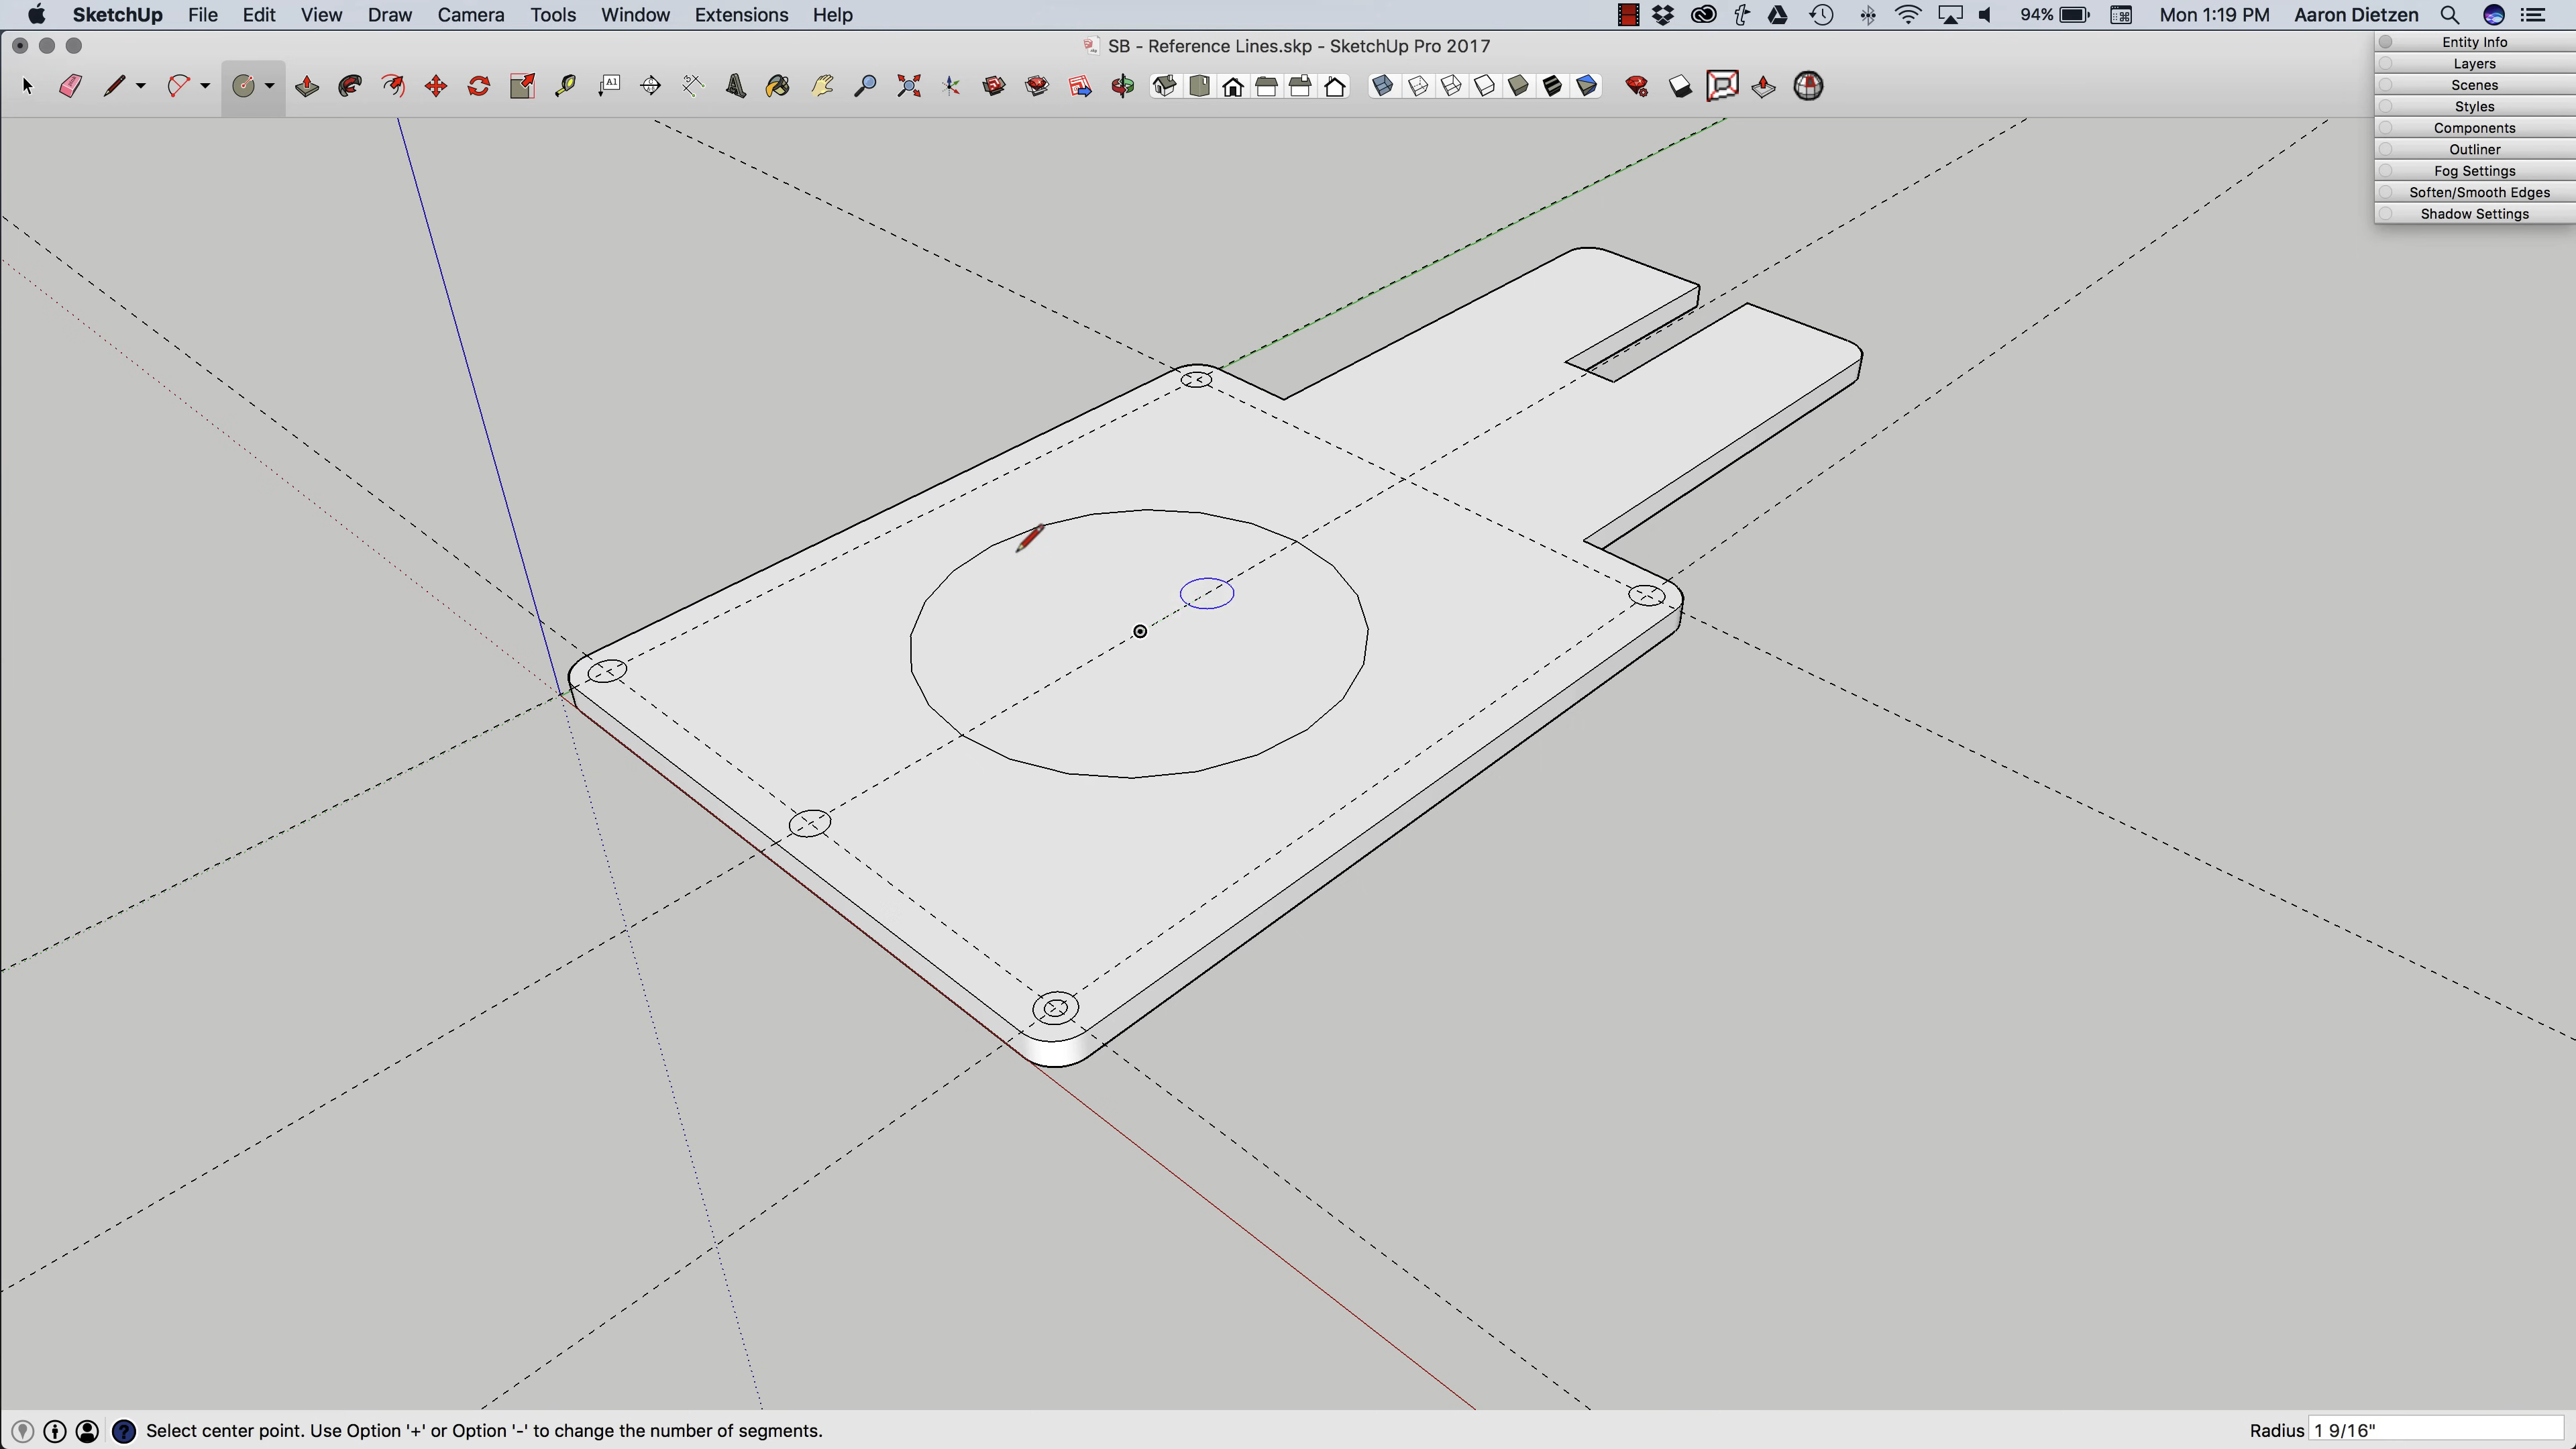 SketchUp File Edit View Draw Camera Tools Window Extensions Help 94% Mon 1:19 PM Aaron Dietzen
SB - Reference Lines.skp - SketchUp Pro 2017
A1
Entity Info
Layers
Scenes
Styles
Components
Outliner
Fog Settings
Soften/Smooth Edges
Shadow Settings
? Select center point. Use Option '+' or Option '-' to change the number of segments. Radius 1 9/16"